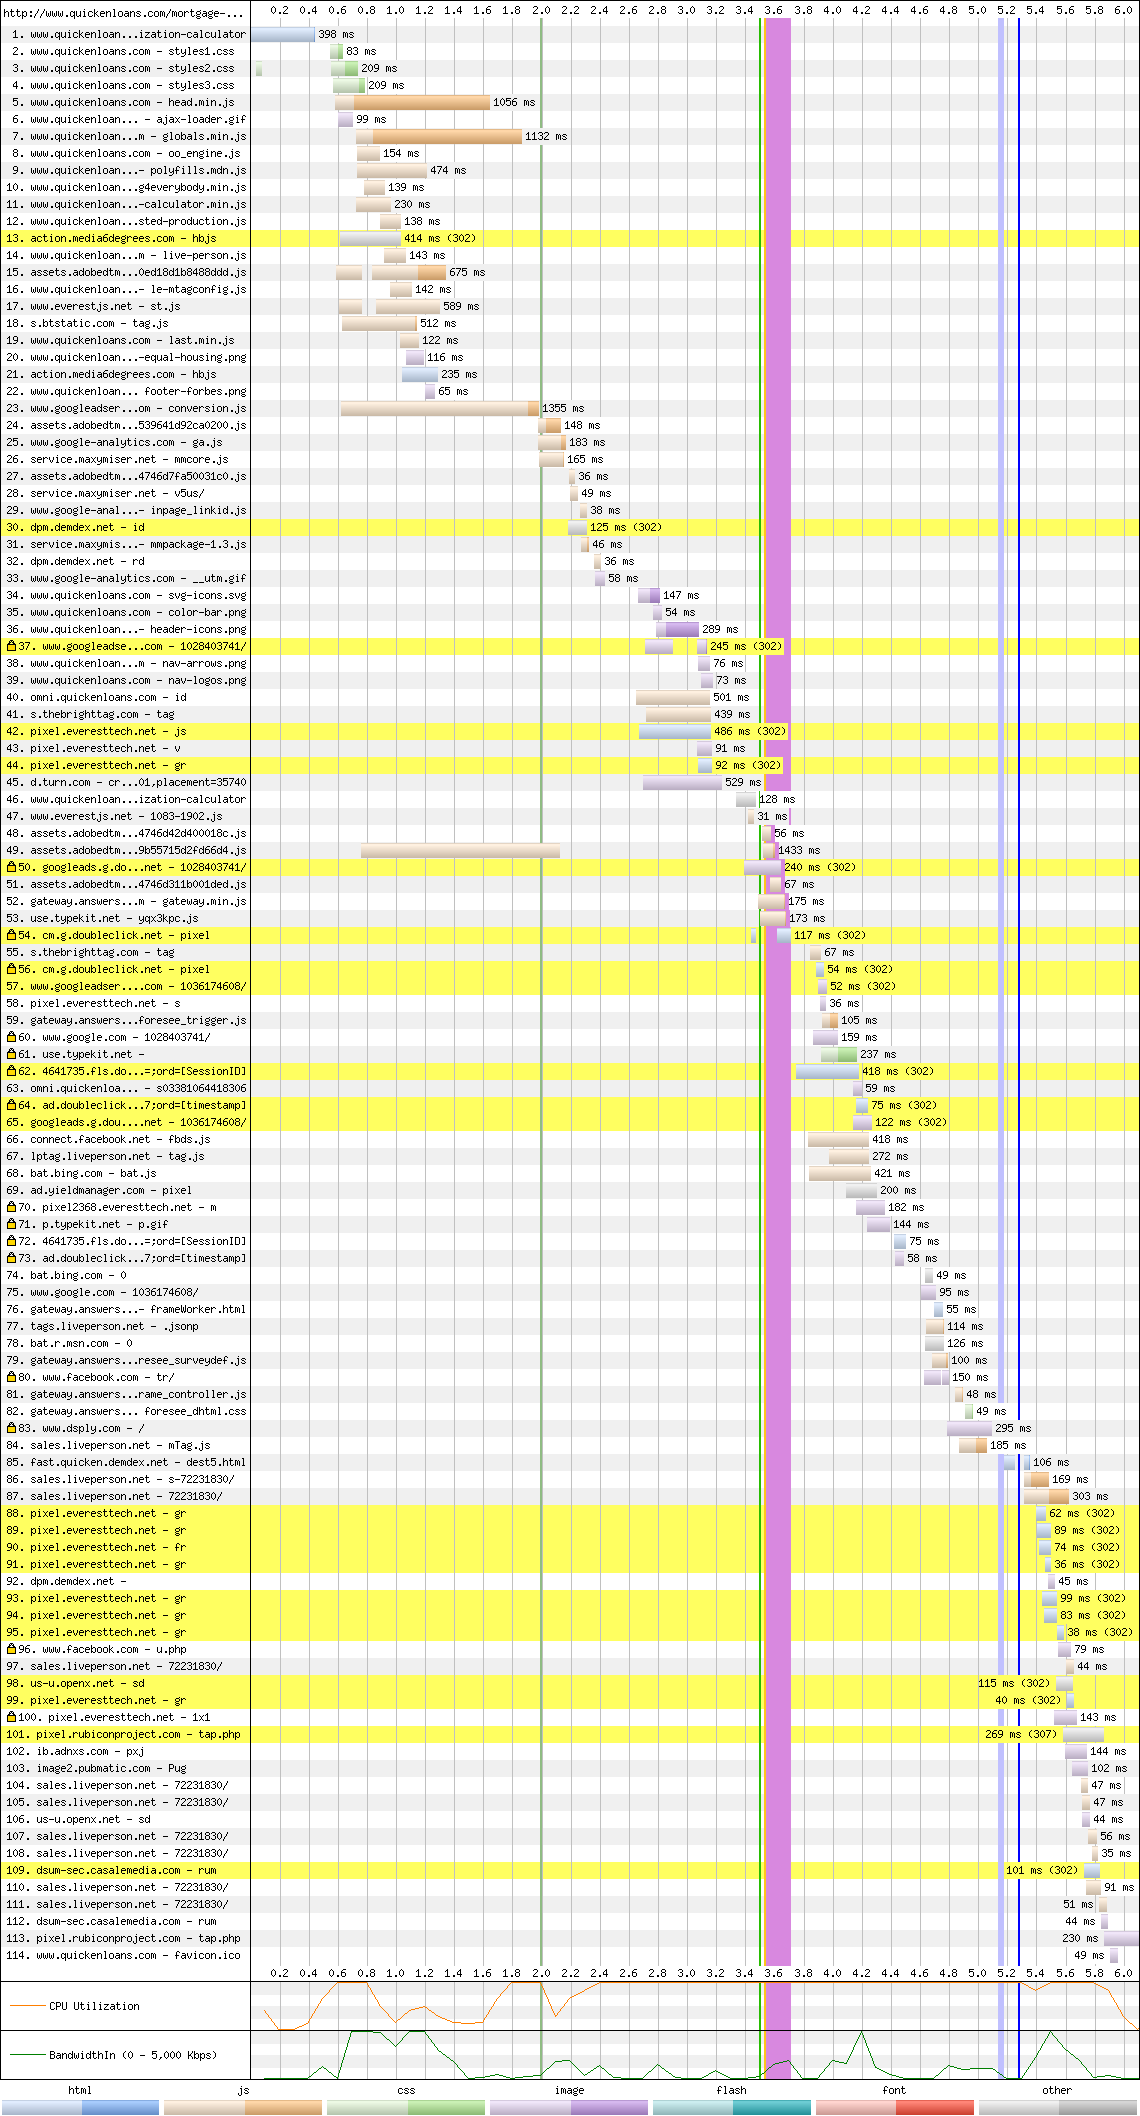 http://www.quickenloans.com/mortgage-... 0.2 0.4 0.6 0.8 1.0 1.2 1.4 1.6 1.8 2.0 2.2 2.4 2.6 2.8 3.0 3.2 3.4 3.6 3.8 4.0 4.2 4.4 4.6 4.8 5.0 5.2 5.4 5.6 5.8 6.0
1. www.quickenloan...ization-calculator 398 ms
2. www.quickenloans.com - styles1.css 83 ms
3. www.quickenloans.com - styles2.css 209 ms
4. www.quickenloans.com - styles3.css 209 ms
5. www.quickenloans.com - head.min.js 1056 ms
6. www.quickenloan... - ajax-loader.gif 99 ms
7. www.quickenloan...m - globals.min.js 1132 ms
8. www.quickenloans.com - oo_engine.js 154 ms
9. www.quickenloan...- polyfills.mdn.js 474 ms
10. www.quickenloan...g4everybody.min.js 139 ms
11. www.quickenloan...-calculator.min.js 230 ms
12. www.quickenloan...sted-production.js 138 ms
13. action.media6degrees.com - hbjs 414 ms (302)
14. www.quickenloan...m - live-person.js 143 ms
15. assets.adobedtm...0ed18d1b8488ddd.js 675 ms
16. www.quickenloan...- le-mtagconfig.js 142 ms
17. www.everestjs.net - st.js 589 ms
18. s.btstatic.com - tag.js 512 ms
19. www.quickenloans.com - last.min.js 122 ms
20. www.quickenloan...-equal-housing.png 116 ms
21. action.media6degrees.com - hbjs 235 ms
22. www.quickenloan... footer-forbes.png 65 ms
23. www.googleadser...om - conversion.js 1355 ms
24. assets.adobedtm...539641d92ca0200.js 148 ms
25. www.google-analytics.com - ga.js 183 ms
26. service.maxymiser.net - mmcore.js 165 ms
27. assets.adobedtm...4746d7fa50031c0.js 36 ms
28. service.maxymiser.net - v5us/ 49 ms
29. www.google-anal...- inpage_linkid.js 38 ms
30. dpm.demdex.net - id 125 ms (302)
31. service.maxymis...- mmpackage-1.3.js 46 ms
32. dpm.demdex.net - rd 36 ms
33. www.google-analytics.com - __utm.gif 58 ms
34. www.quickenloans.com - svg-icons.svg 147 ms
35. www.quickenloans.com - color-bar.png 54 ms
36. www.quickenloan...- header-icons.png 289 ms
37. www.googleadse...com - 1028403741/ 245 ms (302)
38. www.quickenloan...m - nav-arrows.png 76 ms
39. www.quickenloans.com - nav-logos.png 73 ms
40. omni.quickenloans.com - id 501 ms
41. s.thebrighttag.com - tag 439 ms
42. pixel.everesttech.net - js 486 ms (302)
43. pixel.everesttech.net - v 91 ms
44. pixel.everesttech.net - gr 92 ms (302)
45. d.turn.com - cr...01,placement=35740 529 ms
46. www.quickenloan...ization-calculator 128 ms
47. www.everestjs.net - 1083-1902.js 31 ms
48. assets.adobedtm...4746d42d400018c.js 56 ms
49. assets.adobedtm...9b55715d2fd66d4.js 1433 ms
50. googleads.g.do...net - 1028403741/ 240 ms (302)
51. assets.adobedtm...4746d311b001ded.js 67 ms
52. gateway.answers...m - gateway.min.js 175 ms
53. use.typekit.net - yqx3kpc.js 173 ms
54. cm.g.doubleclick.net - pixel 117 ms (302)
55. s.thebrighttag.com - tag 67 ms
56. cm.g.doubleclick.net - pixel 54 ms (302)
57. www.googleadser....com - 1036174608/ 52 ms (302)
58. pixel.everesttech.net - s 36 ms
59. gateway.answers...foresee_trigger.js 105 ms
60. www.google.com - 1028403741/ 159 ms
61. use.typekit.net - 237 ms
62. 4641735.fls.do...=;ord=[SessionID] 418 ms (302)
63. omni.quickenloa... - s03381064418306 59 ms
64. ad.doubleclick...7;ord=[timestamp] 75 ms (302)
65. googleads.g.dou....net - 1036174608/ 122 ms (302)
66. connect.facebook.net - fbds.js 418 ms
67. lptag.liveperson.net - tag.js 272 ms
68. bat.bing.com - bat.js 421 ms
69. ad.yieldmanager.com - pixel 200 ms
70. pixel2368.everesttech.net - m 182 ms
71. p.typekit.net - p.gif 144 ms
72. 4641735.fls.do...=;ord=[SessionID] 75 ms
73. ad.doubleclick...7;ord=[timestamp] 58 ms
74. bat.bing.com - 0 49 ms
75. www.google.com - 1036174608/ 95 ms
76. gateway.answers...- frameWorker.html 55 ms
77. tags.liveperson.net - .jsonp 114 ms
78. bat.r.msn.com - 0 126 ms
79. gateway.answers...resee_surveydef.js 100 ms
80. www.facebook.com - tr/ 150 ms
81. gateway.answers...rame_controller.js 48 ms
82. gateway.answers... foresee_dhtml.css 49 ms
83. www.dsply.com - / 295 ms
84. sales.liveperson.net - mTag.js 185 ms
85. fast.quicken.demdex.net - dest5.html 106 ms
86. sales.liveperson.net - s-72231830/ 169 ms
87. sales.liveperson.net - 72231830/ 303 ms
88. pixel.everesttech.net - gr 62 ms (302)
89. pixel.everesttech.net - gr 89 ms (302)
90. pixel.everesttech.net - fr 74 ms (302)
91. pixel.everesttech.net - gr 36 ms (302)
92. dpm.demdex.net - 45 ms
93. pixel.everesttech.net - gr 99 ms (302)
94. pixel.everesttech.net - gr 83 ms (302)
95. pixel.everesttech.net - gr 38 ms (302)
96. www.facebook.com - u.php 79 ms
97. sales.liveperson.net - 72231830/ 44 ms
98. us-u.openx.net - sd 115 ms (302)
99. pixel.everesttech.net - gr 40 ms (302)
100. pixel.everesttech.net - 1x1 143 ms
101. pixel.rubiconproject.com - tap.php 269 ms (307)
102. ib.adnxs.com - pxj 144 ms
103. image2.pubmatic.com - Pug 102 ms
104. sales.liveperson.net - 72231830/ 47 ms
105. sales.liveperson.net - 72231830/ 47 ms
106. us-u.openx.net - sd 44 ms
107. sales.liveperson.net - 72231830/ 56 ms
108. sales.liveperson.net - 72231830/ 35 ms
109. dsum-sec.casalemedia.com - rum 101 ms (302)
110. sales.liveperson.net - 72231830/ 91 ms
111. sales.liveperson.net - 72231830/ 51 ms
112. dsum-sec.casalemedia.com - rum 44 ms
113. pixel.rubiconproject.com - tap.php 230 ms
114. www.quickenloans.com - favicon.ico 49 ms
0.2 0.4 0.6 0.8 1.0 1.2 1.4 1.6 1.8 2.0 2.2 2.4 2.6 2.8 3.0 3.2 3.4 3.6 3.8 4.0 4.2 4.4 4.6 4.8 5.0 5.2 5.4 5.6 5.8 6.0
CPU Utilization
BandwidthIn (0 - 5,000 Kbps)
html js css image flash font other